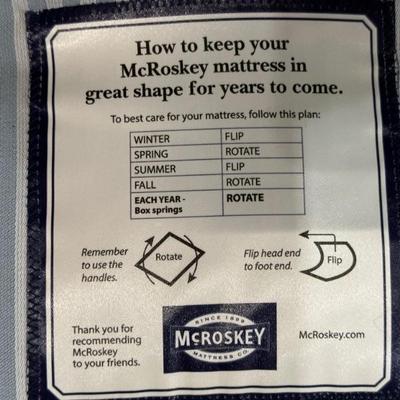 How to keep your
McRoskey mattress in
great shape for years to come.
To best care for your mattress, follow this plan:
WINTER FLIP
SPRING ROTATE
SUMMER FLIP
FALL ROTATE
EACH YEAR - ROTATE
Box springs
Remember
to use the
handles.
Rotate
Flip head end
to foot end.
Flip
Thank you for
recommending
McRoskey
to your friends.
SINCE 1899
McROSKEY
MATTRESS CO.
McRoskey.com